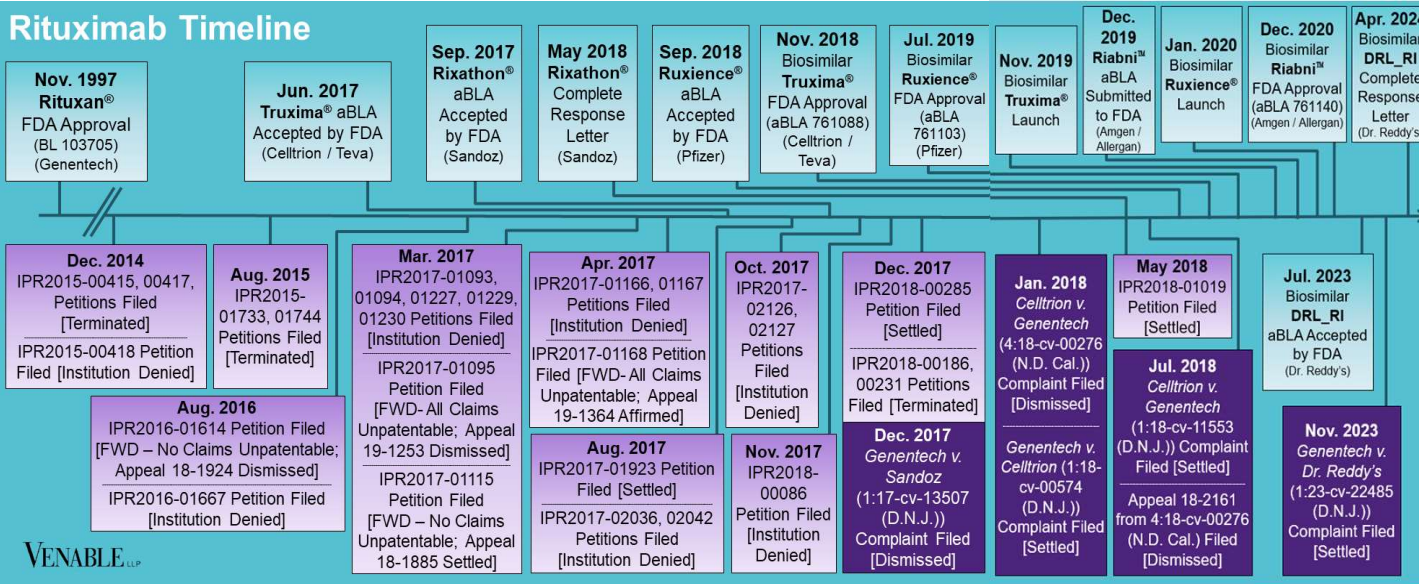 Rituximab Timeline
Nov. 1997
Rituxan®
FDA Approval
(BL 103705)
(Genentech)
Jun. 2017
Truxima® aBLA
Accepted by FDA
(Celltrion / Teva)
Sep. 2017
Rixathon®
aBLA
Accepted
by FDA
(Sandoz)
May 2018
Rixathon®
Complete
Response
Letter
(Sandoz)
Sep. 2018
Ruxience®
aBLA
Accepted
by FDA
(Pfizer)
Nov. 2018
Biosimilar
Truxima®
FDA Approval
(aBLA 761088)
(Celltrion /
Teva)
Jul. 2019
Biosimilar
Ruxience®
FDA Approval
(aBLA
761103)
(Pfizer)
Nov. 2019
Biosimilar
Truxima®
Launch
Dec.
2019
Riabni™
aBLA
Submitted
to FDA
(Amgen /
Allergan)
Jan. 2020
Biosimilar
Ruxience®
Launch
Dec. 2020
Biosimilar
Riabni™
FDA Approval
(aBLA 761140)
(Amgen / Allergan)
Apr. 2024
Biosimilar
DRL_RI
Complete
Response
Letter
(Dr. Reddy's)
Dec. 2014
IPR2015-00415, 00417,
Petitions Filed
[Terminated]
IPR2015-00418 Petition
Filed [Institution Denied]
Aug. 2015
IPR2015-
01733, 01744
Petitions Filed
[Terminated]
Aug. 2016
IPR2016-01614 Petition Filed
[FWD – No Claims Unpatentable;
Appeal 18-1924 Dismissed]
IPR2016-01667 Petition Filed
[Institution Denied]
Mar. 2017
IPR2017-01093,
01094, 01227, 01229,
01230 Petitions Filed
[Institution Denied]
IPR2017-01095
Petition Filed
[FWD- All Claims
Unpatentable; Appeal
19-1253 Dismissed]
IPR2017-01115
Petition Filed
[FWD – No Claims
Unpatentable; Appeal
18-1885 Settled]
Apr. 2017
IPR2017-01166, 01167
Petitions Filed
[Institution Denied]
IPR2017-01168 Petition
Filed [FWD- All Claims
Unpatentable; Appeal
19-1364 Affirmed]
Aug. 2017
IPR2017-01923 Petition
Filed [Settled]
IPR2017-02036, 02042
Petitions Filed
[Institution Denied]
Oct. 2017
IPR2017-
02126,
02127
Petitions
Filed
[Institution
Denied]
Nov. 2017
IPR2018-
00086
Petition Filed
[Institution
Denied]
Dec. 2017
IPR2018-00285
Petition Filed
[Settled]
IPR2018-00186,
00231 Petitions
Filed [Terminated]
Dec. 2017
Genentech v.
Sandoz
(1:17-cv-13507
(D.N.J.))
Complaint Filed
[Dismissed]
Jan. 2018
Celltrion v.
Genentech
(4:18-cv-00276
(N.D. Cal.))
Complaint Filed
[Dismissed]
Genentech v.
Celltrion (1:18-
cv-00574
(D.N.J.))
Complaint Filed
[Settled]
May 2018
IPR2018-01019
Petition Filed
[Settled]
Jul. 2018
Celltrion v.
Genentech
(1:18-cv-11553
(D.N.J.)) Complaint
Filed [Settled]
Appeal 18-2161
from 4:18-cv-00276
(N.D. Cal.) Filed
[Dismissed]
Jul. 2023
Biosimilar
DRL_RI
aBLA Accepted
by FDA
(Dr. Reddy's)
Nov. 2023
Genentech v.
Dr. Reddy's
(1:23-cv-22485
(D.N.J.))
Complaint Filed
[Settled]
VENABLE LLP